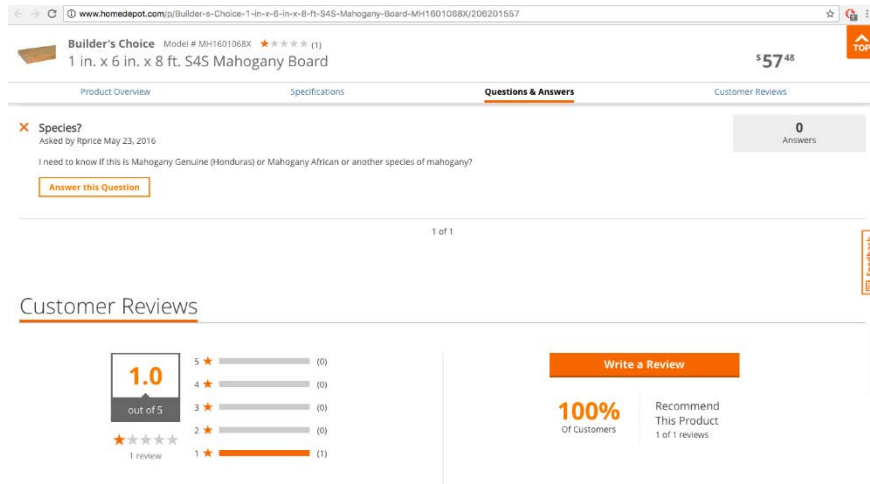 www.homedepot.com/p/Builder-s-Choice-1-in-x-6-in-x-8-ft-S4S-Mahogany-Board-MH1601068X/206201557
Builder's Choice Model # MH1601068X (1)
1 in. x 6 in. x 8 ft. S4S Mahogany Board
$57 48
TOP
Product Overview Specifications Questions & Answers Customer Reviews
Species?
Asked by Rprice May 23, 2016
I need to know if this is Mahogany Genuine (Honduras) or Mahogany African or another species of mahogany?
Answer this Question
0
Answers
1 of 1
Feedback
Customer Reviews
1.0
out of 5
1 review
5 ★ (0)
4 ★ (0)
3 ★ (0)
2 ★ (0)
1 ★ (1)
Write a Review
100%
Of Customers
Recommend
This Product
1 of 1 reviews